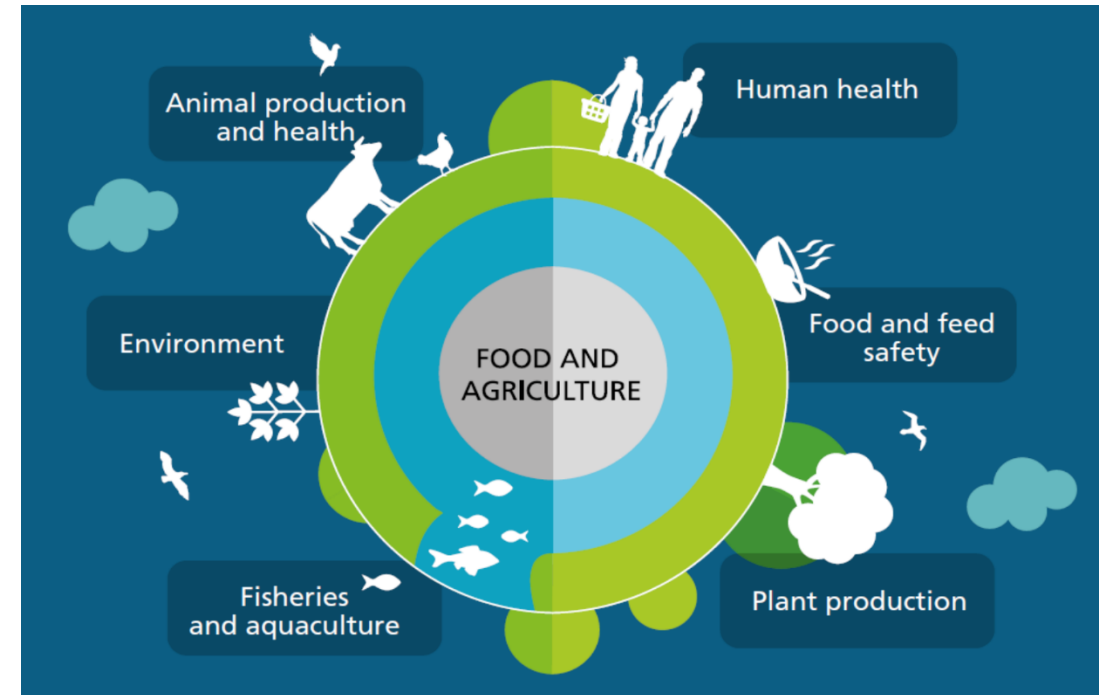 Animal production
and health
Human health
Environment
FOOD AND
AGRICULTURE
Food and feed
safety
Fisheries
and aquaculture
Plant production